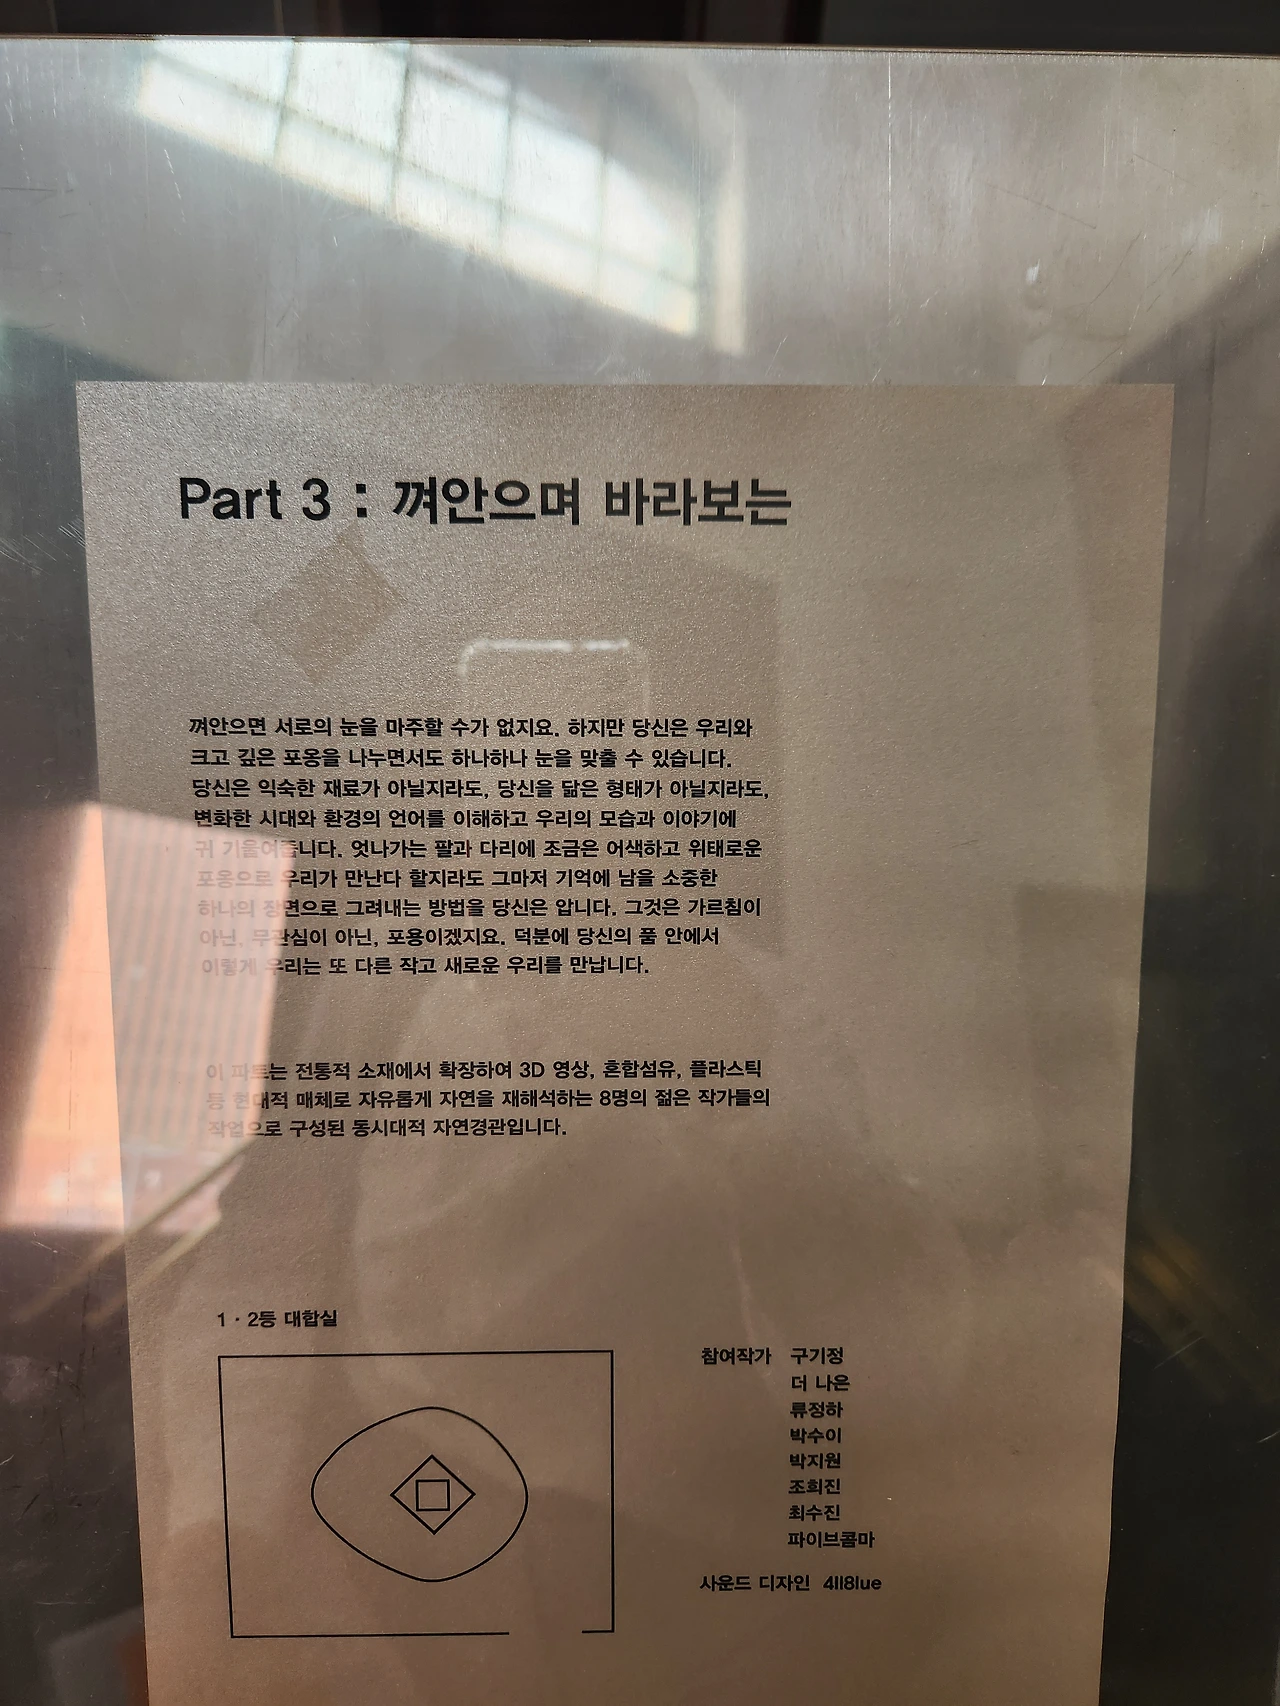 Part 3 : 껴안으며 바라보는
껴안으면 서로의 눈을 마주할 수가 없지요. 하지만 당신은 우리와
크고 깊은 포옹을 나누면서도 하나하나 눈을 맞출 수 있습니다.
당신은 익숙한 재료가 아닐지라도, 당신을 닮은 형태가 아닐지라도,
변화한 시대와 환경의 언어를 이해하고 우리의 모습과 이야기에
귀 기울여줍니다. 엇나가는 팔과 다리에 조금은 어색하고 위태로운
포옹으로 우리가 만난다 할지라도 그마저 기억에 남을 소중한
하나의 장면으로 그려내는 방법을 당신은 압니다. 그것은 가르침이
아닌, 무관심이 아닌, 포용이겠지요. 덕분에 당신의 품 안에서
이렇게 우리는 또 다른 작고 새로운 우리를 만납니다.
이 파트는 전통적 소재에서 확장하여 3D 영상, 혼합섬유, 플라스틱
등 현대적 매체로 자유롭게 자연을 재해석하는 8명의 젊은 작가들의
작업으로 구성된 동시대적 자연경관입니다.
1 · 2등 대합실
참여작가 구기정
더 나은
류정하
박수이
박지원
조희진
최수진
파이브콤마
사운드 디자인 4ll8lue